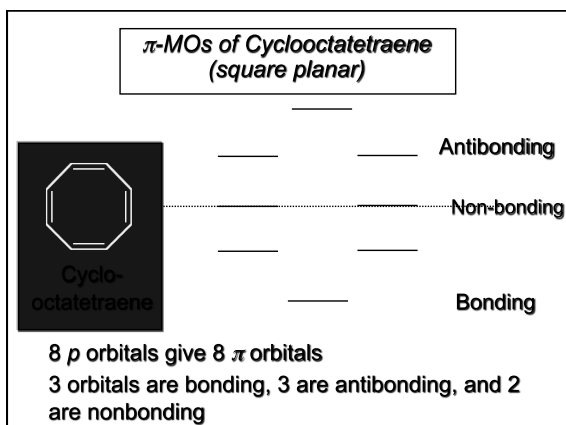 π-MOs of Cyclooctatetraene
(square planar)
Antibonding
Non-bonding
Cyclo-
octatetraene
Bonding
8 p orbitals give 8 π orbitals
3 orbitals are bonding, 3 are antibonding, and 2
are nonbonding